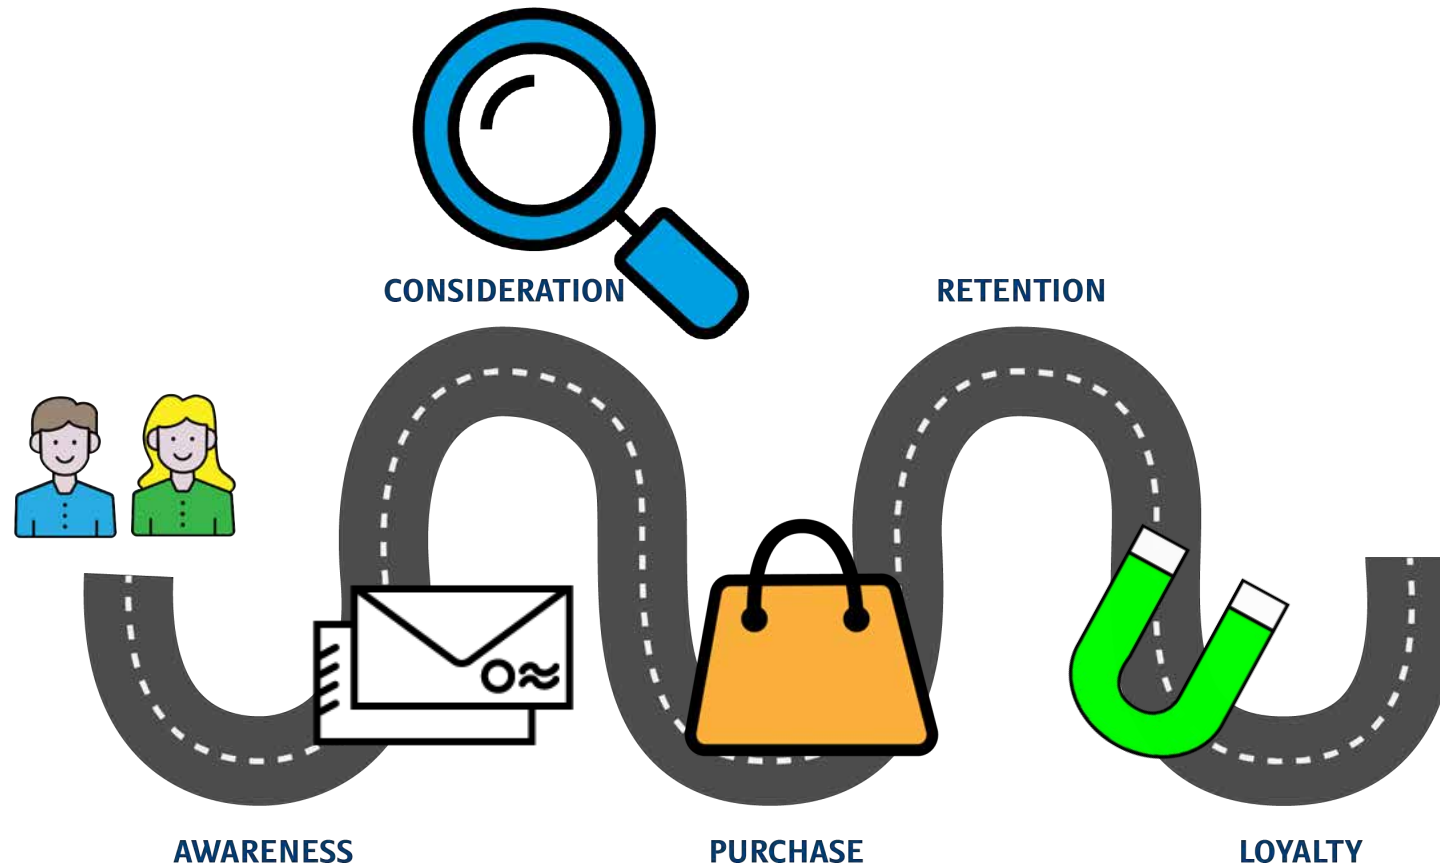 CONSIDERATION
RETENTION
AWARENESS
PURCHASE
LOYALTY